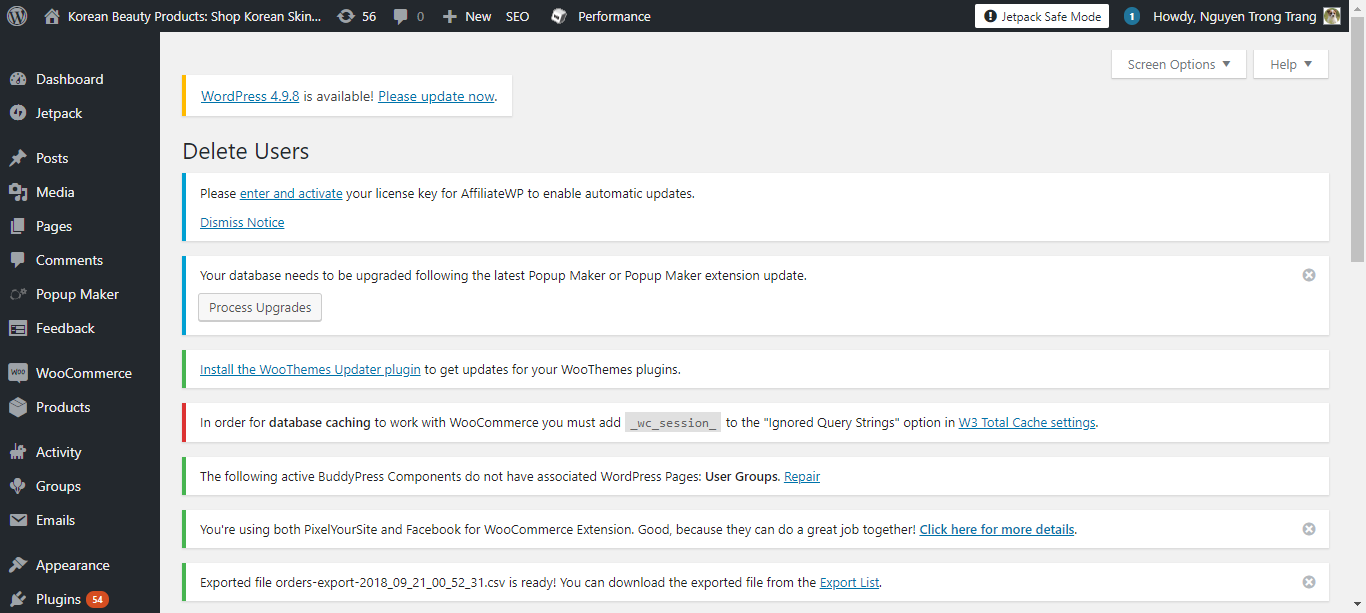 Korean Beauty Products: Shop Korean Skin... 56 0 New SEO Performance Jetpack Safe Mode 1 Howdy, Nguyen Trong Trang
Screen Options Help
WordPress 4.9.8 is available! Please update now.
Delete Users
Please enter and activate your license key for AffiliateWP to enable automatic updates.
Dismiss Notice
Your database needs to be upgraded following the latest Popup Maker or Popup Maker extension update.
Process Upgrades
Install the WooThemes Updater plugin to get updates for your WooThemes plugins.
In order for database caching to work with WooCommerce you must add _wc_session_ to the "Ignored Query Strings" option in W3 Total Cache settings.
The following active BuddyPress Components do not have associated WordPress Pages: User Groups. Repair
You're using both PixelYourSite and Facebook for WooCommerce Extension. Good, because they can do a great job together! Click here for more details.
Exported file orders-export-2018_09_21_00_52_31.csv is ready! You can download the exported file from the Export List.
Dashboard
Jetpack
Posts
Media
Pages
Comments
Popup Maker
Feedback
WOO WooCommerce
Products
Activity
Groups
Emails
Appearance
Plugins 54